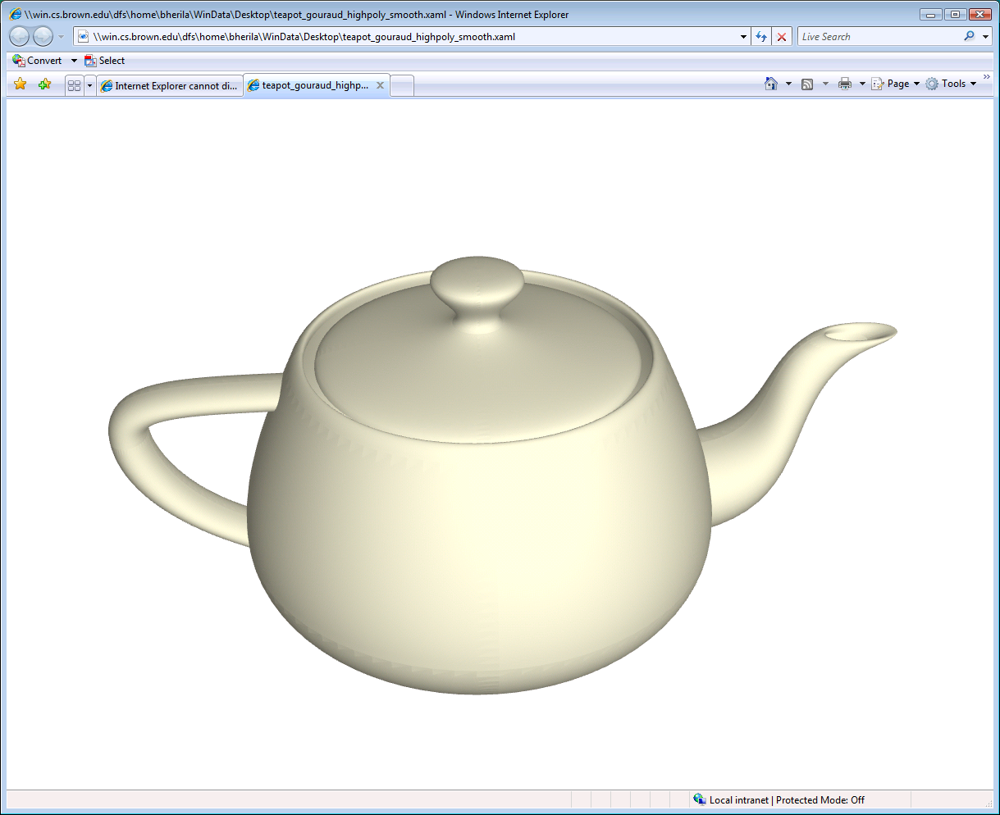 \\win.cs.brown.edu\dfs\home\bherila\WinData\Desktop\teapot_gouraud_highpoly_smooth.xaml - Windows Internet Explorer
\\win.cs.brown.edu\dfs\home\bherila\WinData\Desktop\teapot_gouraud_highpoly_smooth.xaml Live Search
Convert Select
Internet Explorer cannot di... teapot_gouraud_highp... Page Tools
Local intranet | Protected Mode: Off